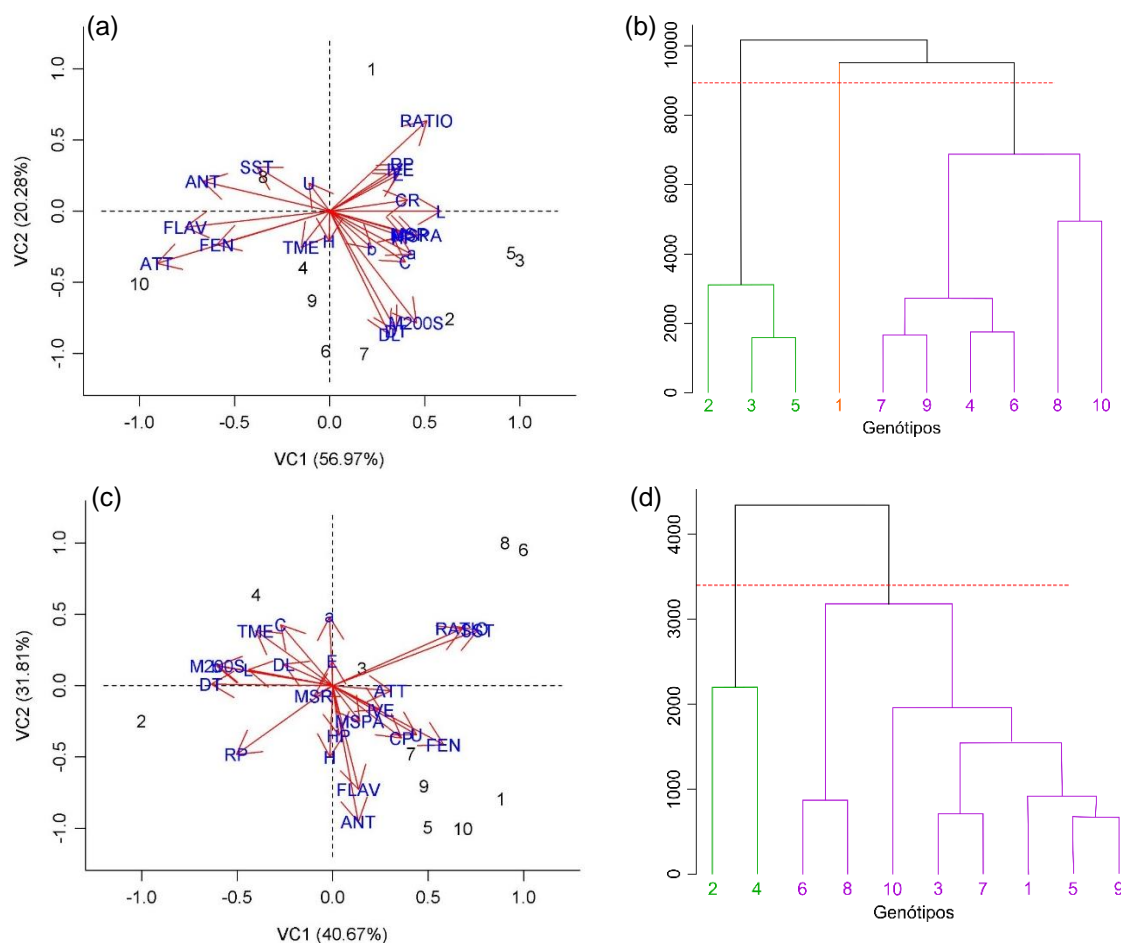 (a)
VC2 (20.28%)
1.0
0.5
0.0
-0.5
-1.0
1
RATIO
RP
SST
8
U
ANT
CR
L
FLAV
FEN
TME
H
b
a
C
ATT
4
5
3
10
9
M200S
2
DL
6
7
-1.0 -0.5 0.0 0.5 1.0
VC1 (56.97%)
(b)
10000
8000
6000
4000
2000
0
2 3 5 1 7 9 4 6 8 10
Genótipos
(c)
VC2 (31.81%)
1.0
0.5
0.0
-0.5
-1.0
8
6
4
C
a
TME
RATIO
SST
M200S
L
DL
E
3
DT
MSR
ATT
IVE
MSPA
2
HP
CP
U
FEN
RP
H
7
FLAV
9
1
ANT
5
10
-1.0 -0.5 0.0 0.5 1.0
VC1 (40.67%)
(d)
4000
3000
2000
1000
0
2 4 6 8 10 3 7 1 5 9
Genótipos